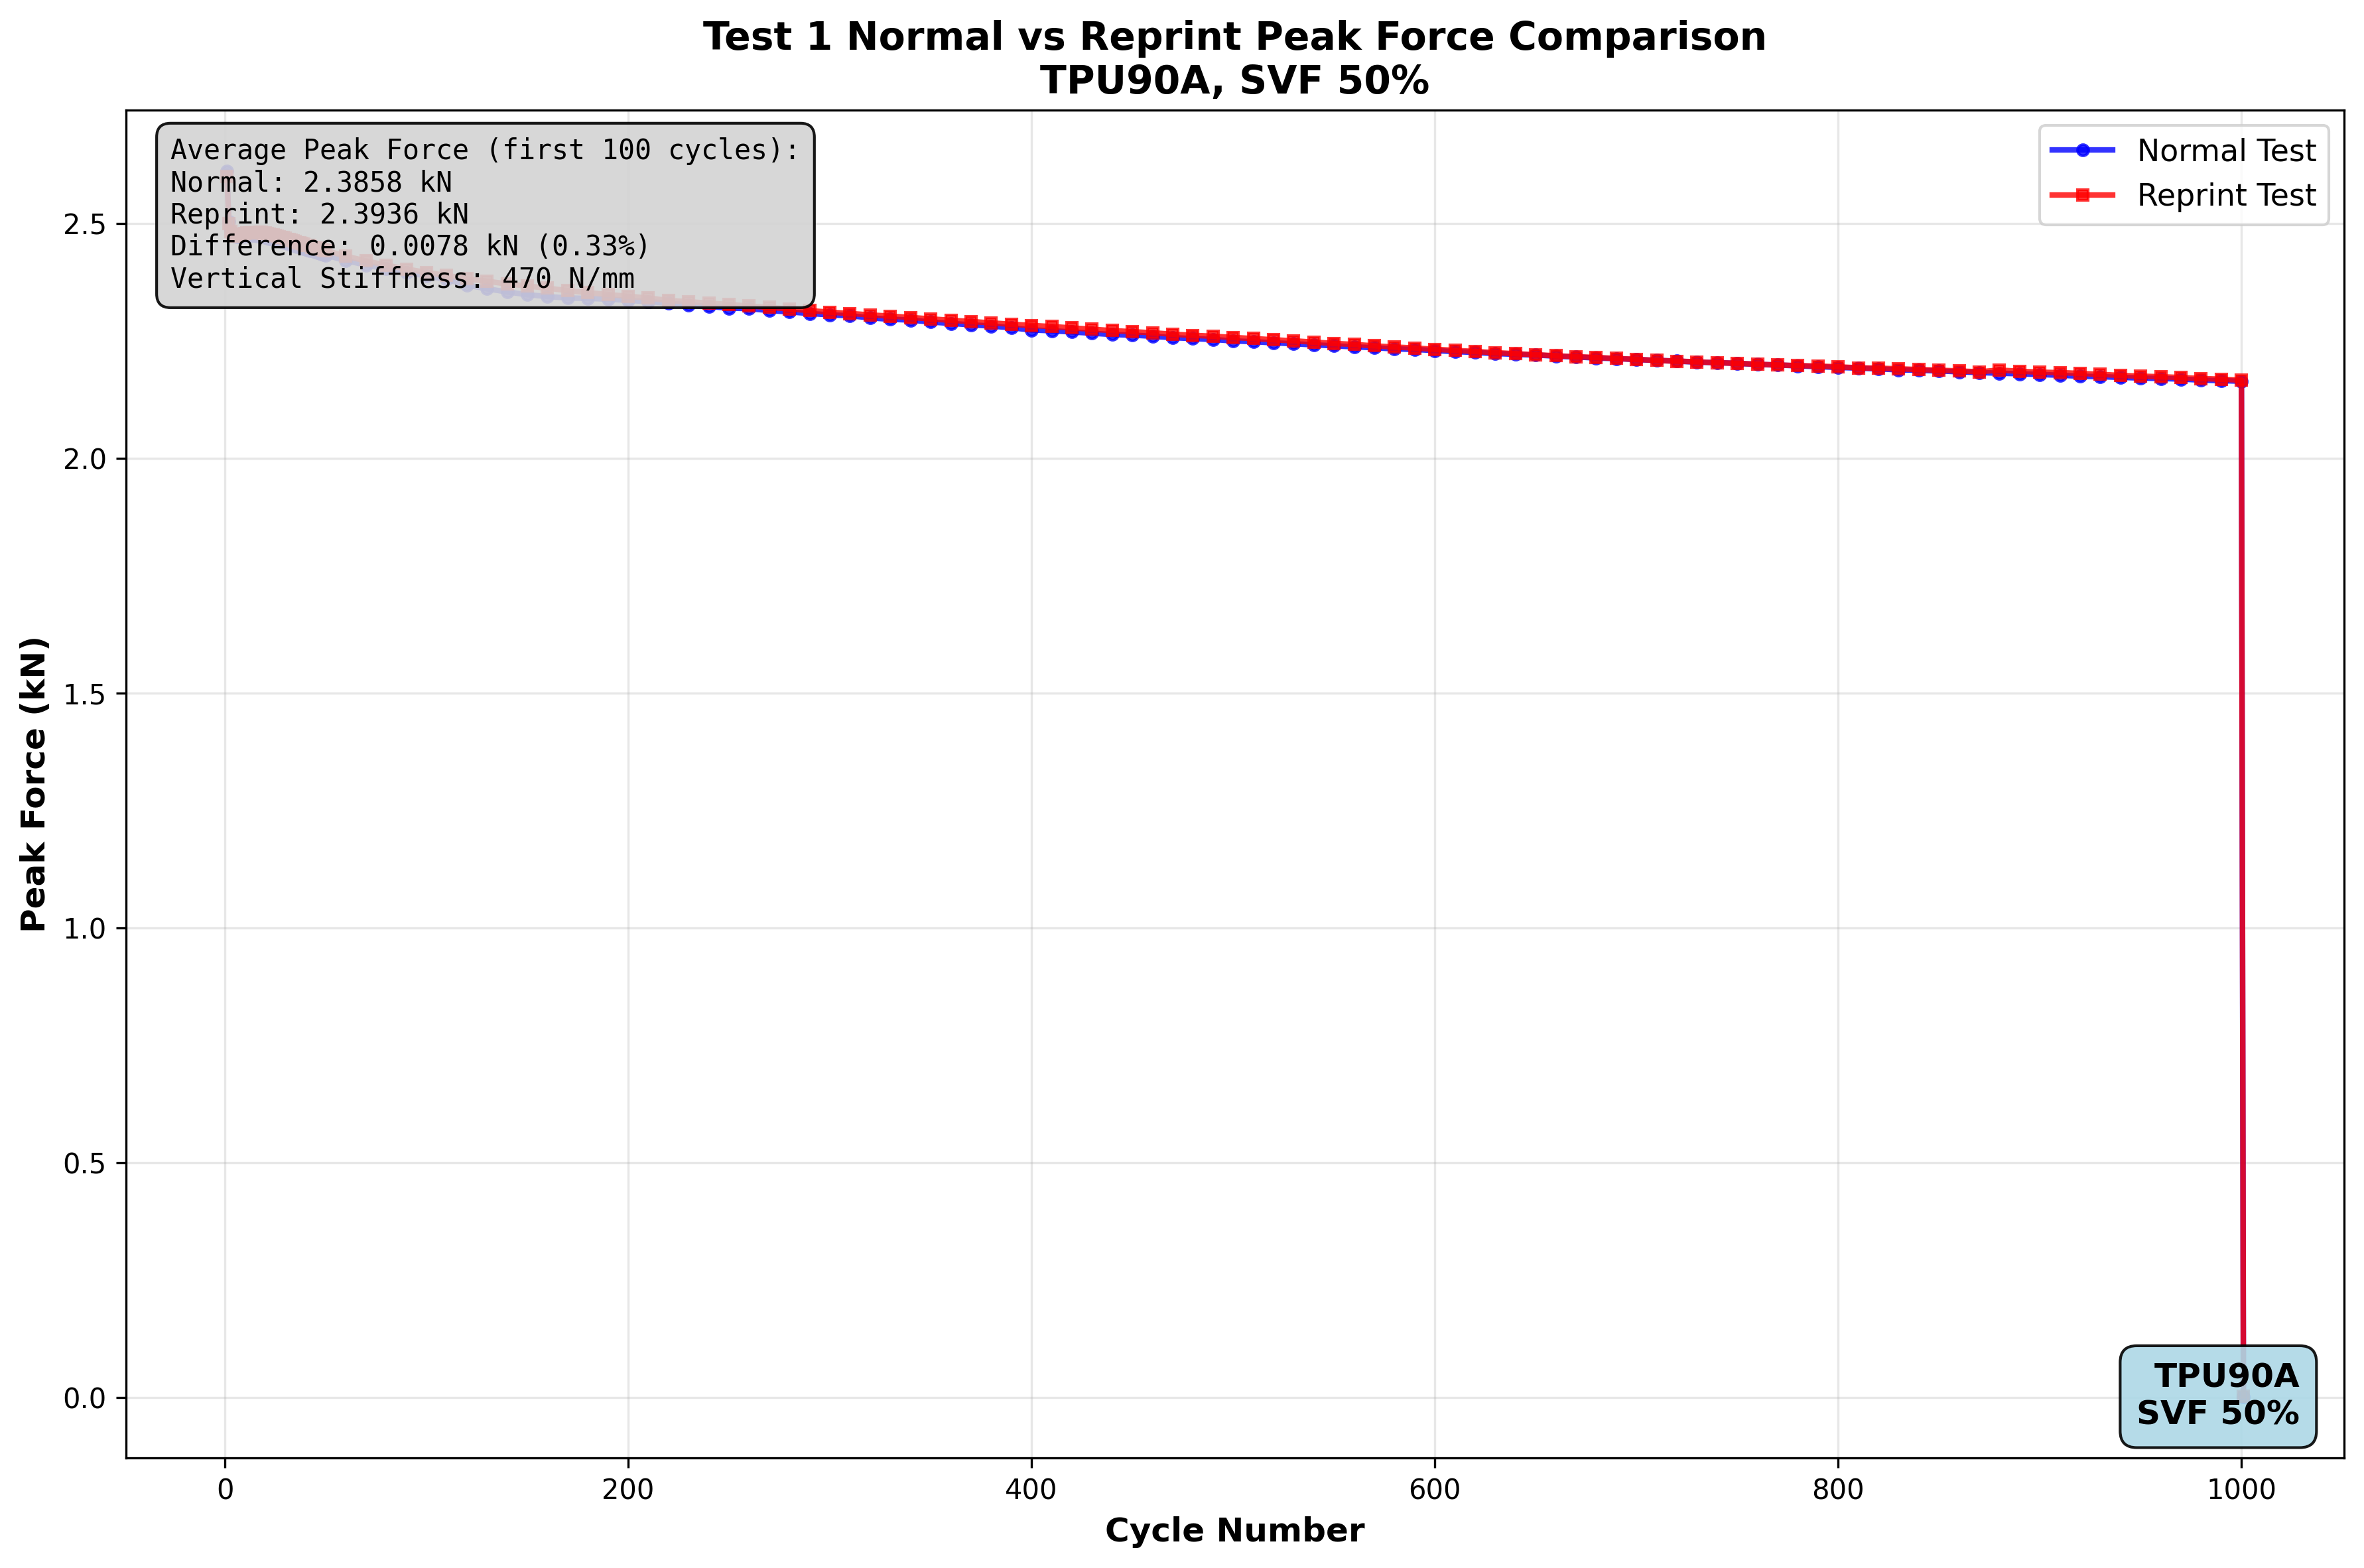 Test 1 Normal vs Reprint Peak Force Comparison
TPU90A, SVF 50%
Average Peak Force (first 100 cycles):
Normal: 2.3858 kN
Reprint: 2.3936 kN
Difference: 0.0078 kN (0.33%)
Vertical Stiffness: 470 N/mm
Normal Test
Reprint Test
Peak Force (kN)
2.5
2.0
1.5
1.0
0.5
0.0
TPU90A
SVF 50%
0
200
400
600
800
1000
Cycle Number